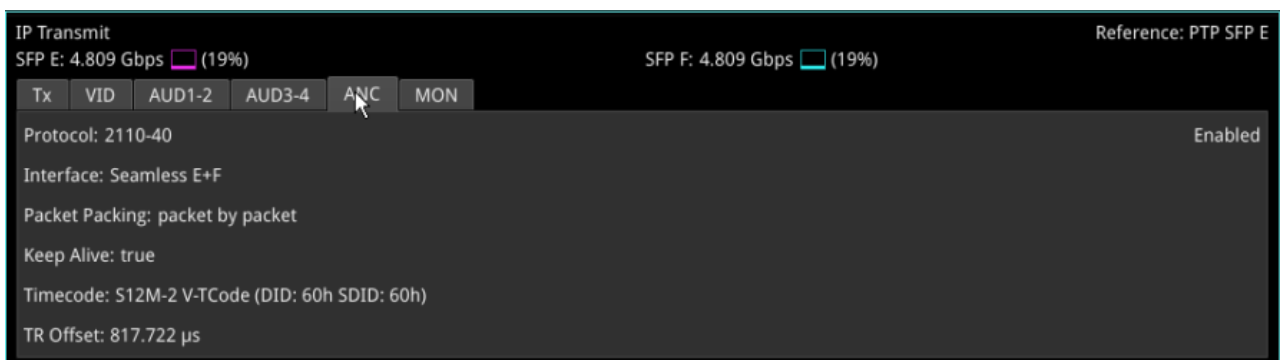 IP Transmit
Reference: PTP SFP E
SFP E: 4.809 Gbps (19%)
SFP F: 4.809 Gbps (19%)
Tx VID AUD1-2 AUD3-4 ANC MON
Protocol: 2110-40
Enabled
Interface: Seamless E+F
Packet Packing: packet by packet
Keep Alive: true
Timecode: S12M-2 V-TCode (DID: 60h SDID: 60h)
TR Offset: 817.722 μs